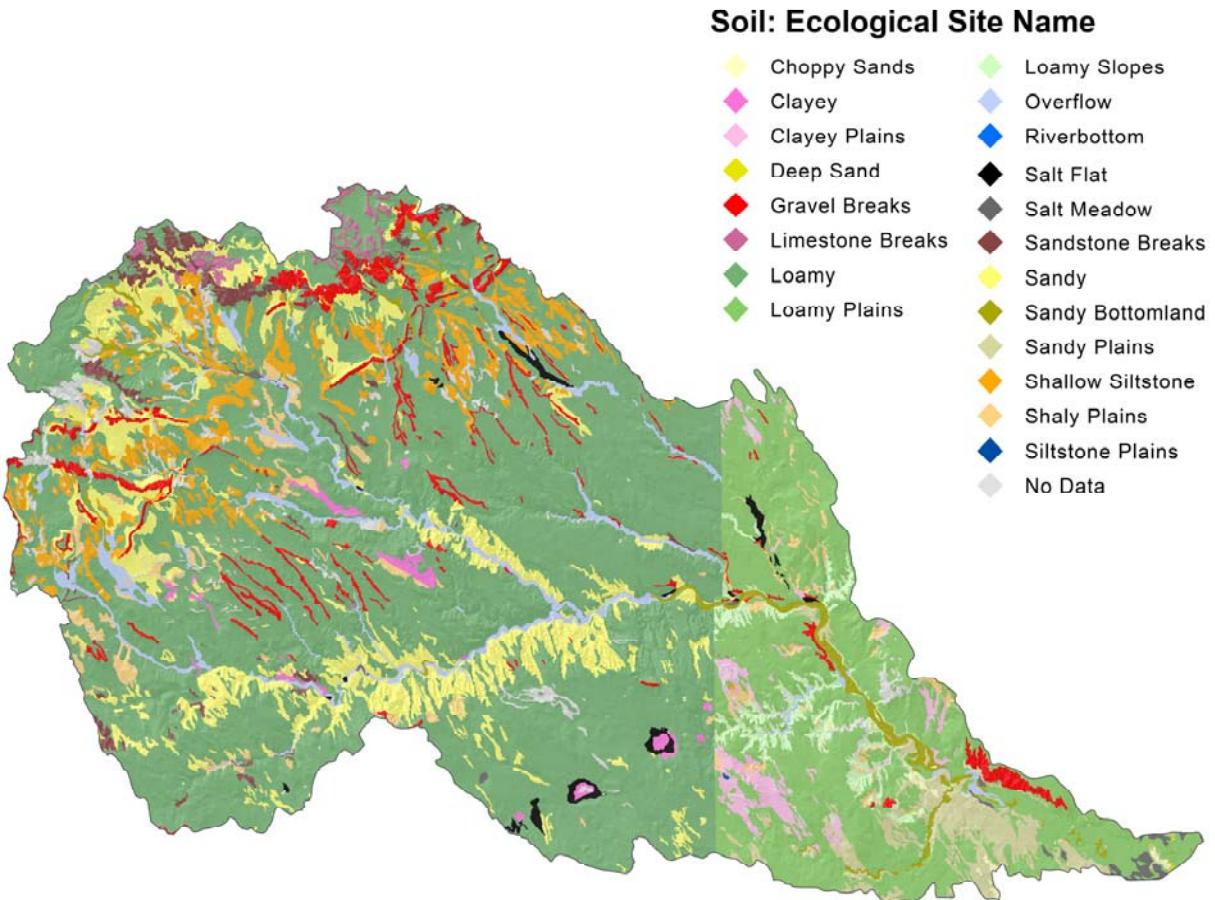 Soil: Ecological Site Name
Choppy Sands
Clayey
Clayey Plains
Deep Sand
Gravel Breaks
Limestone Breaks
Loamy
Loamy Plains
Loamy Slopes
Overflow
Riverbottom
Salt Flat
Salt Meadow
Sandstone Breaks
Sandy
Sandy Bottomland
Sandy Plains
Shallow Siltstone
Shaly Plains
Siltstone Plains
No Data